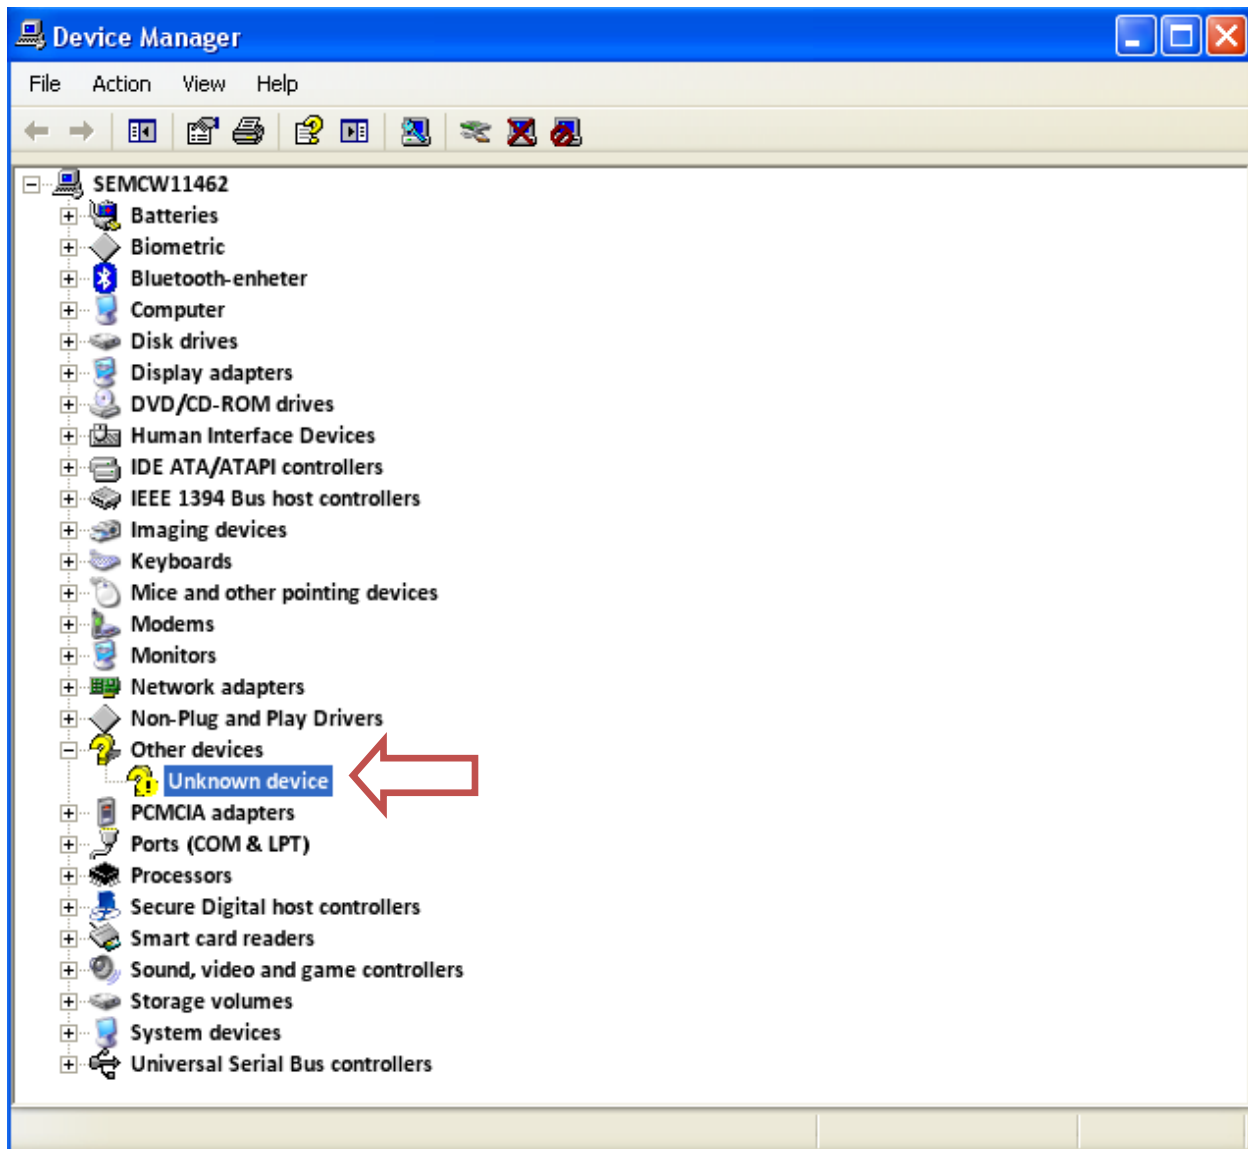 Device Manager
File Action View Help
SEMCW11462
Batteries
Biometric
Bluetooth-enheter
Computer
Disk drives
Display adapters
DVD/CD-ROM drives
Human Interface Devices
IDE ATA/ATAPI controllers
IEEE 1394 Bus host controllers
Imaging devices
Keyboards
Mice and other pointing devices
Modems
Monitors
Network adapters
Non-Plug and Play Drivers
Other devices
Unknown device
PCMCIA adapters
Ports (COM & LPT)
Processors
Secure Digital host controllers
Smart card readers
Sound, video and game controllers
Storage volumes
System devices
Universal Serial Bus controllers